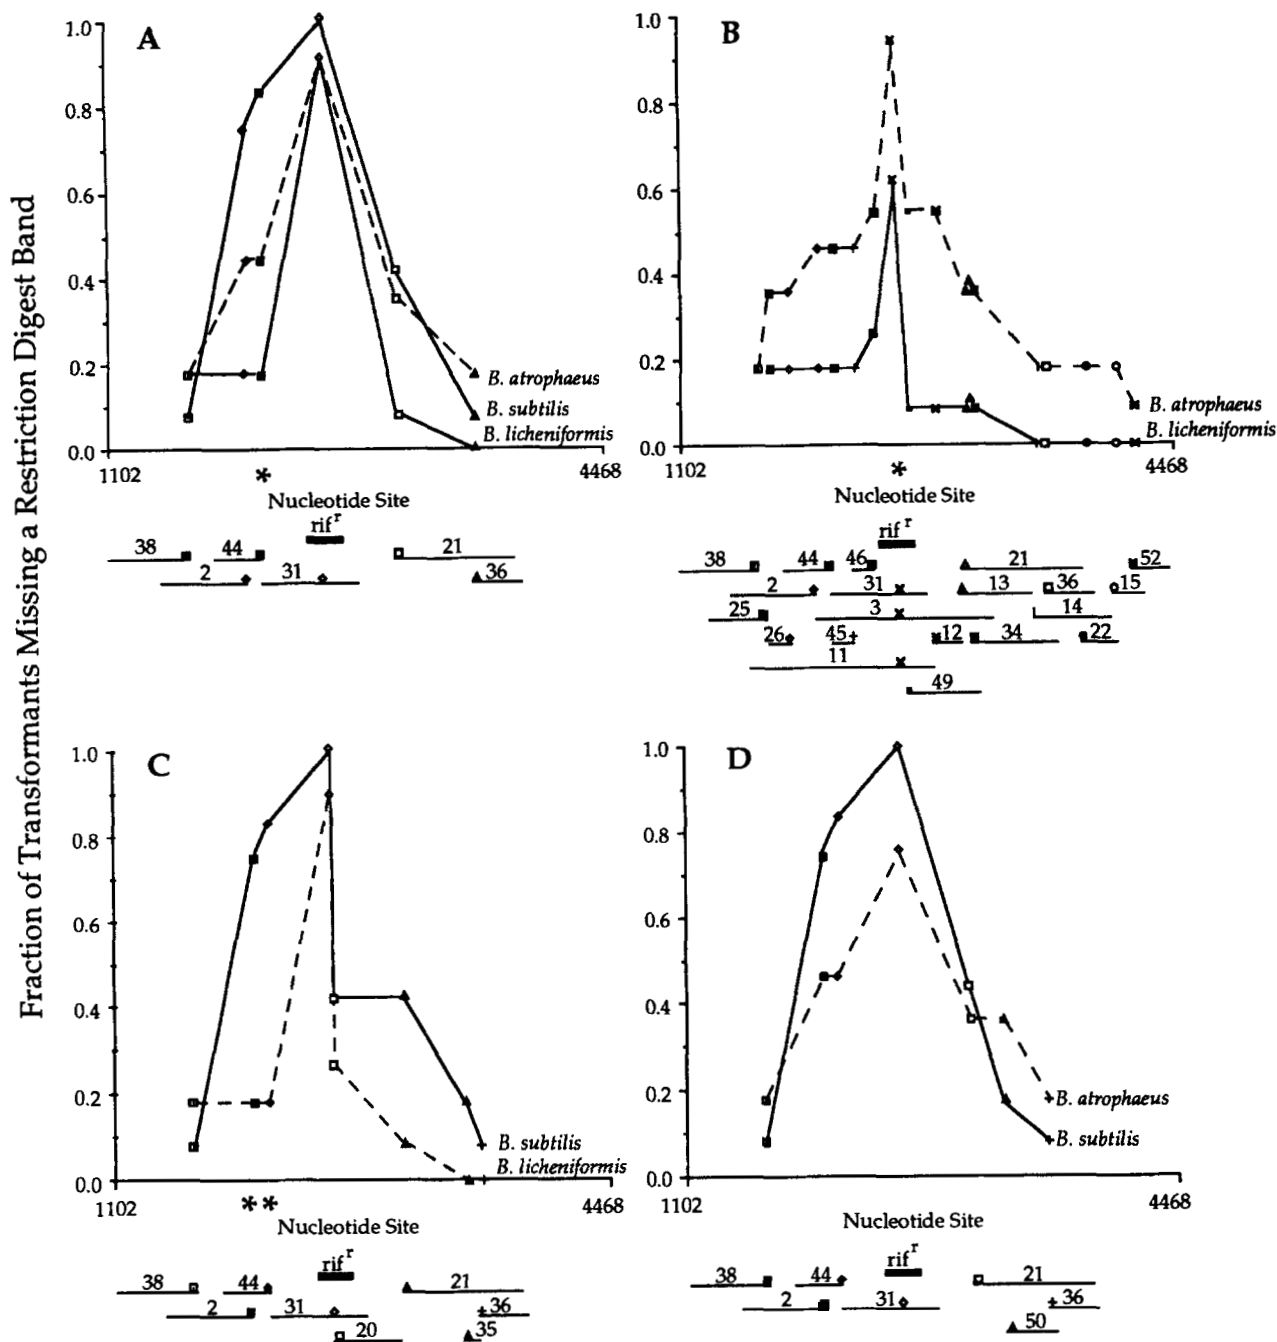 Fraction of Transformants Missing a Restriction Digest Band
A
1.0
0.8
0.6
0.4
0.2
0.0
B. atrophaeus
B. subtilis
B. licheniformis
1102 * 4468
Nucleotide Site
rif r
38 44 21
2 31 36
B
1.0
0.8
0.6
0.4
0.2
0.0
B. atrophaeus
B. licheniformis
1102 * 4468
Nucleotide Site
rif r
38 44 46 21 52
2 31 13 36 15
25 3 14
26 45 12 34 22
11
49
C
1.0
0.8
0.6
0.4
0.2
0.0
B. subtilis
B. licheniformis
1102 ** 4468
Nucleotide Site
rif r
38 44 21
2 31 36
20 35
D
1.0
0.8
0.6
0.4
0.2
0.0
B. atrophaeus
B. subtilis
1102 4468
Nucleotide Site
rif r
38 44 21
2 31 36
50